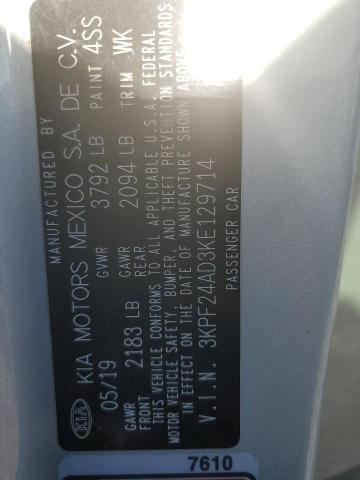 MANUFACTURED BY
KIA KIA MOTORS MEXICO S.A. DE C.V.
05/19 GVWR 3792 LB PAINT 4SS
GAWR FRONT 2183 LB GAWR REAR 2094 LB TRIM WK
THIS VEHICLE CONFORMS TO ALL APPLICABLE U.S.A. FEDERAL
MOTOR VEHICLE SAFETY, BUMPER, AND THEFT PREVENTION STANDARDS
IN EFFECT ON THE DATE OF MANUFACTURE SHOWN ABOVE
V.I.N. 3KPF24AD3KE129714
PASSENGER CAR
7610